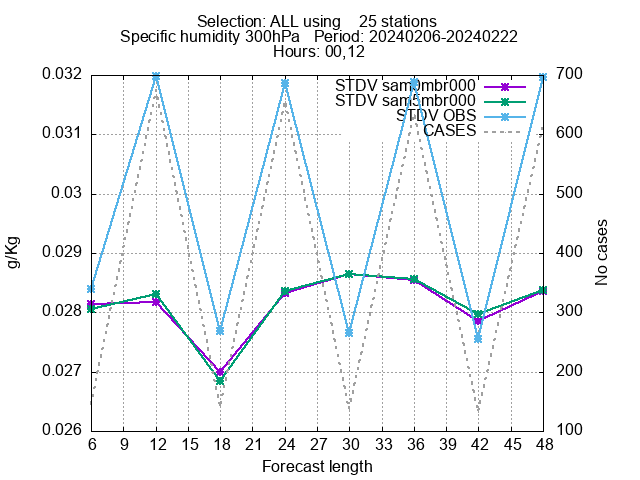 Selection: ALL using    25 stations
Specific humidity 300hPa   Period: 20240206-20240222
Hours: 00,12
0.032
0.031
0.03
0.029
0.028
0.027
0.026
g/Kg
STDV sam0mbr000
STDV sam5mbr000
STDV OBS
CASES
700
600
500
400
300
200
100
No cases
6 9 12 15 18 21 24 27 30 33 36 39 42 45 48
Forecast length